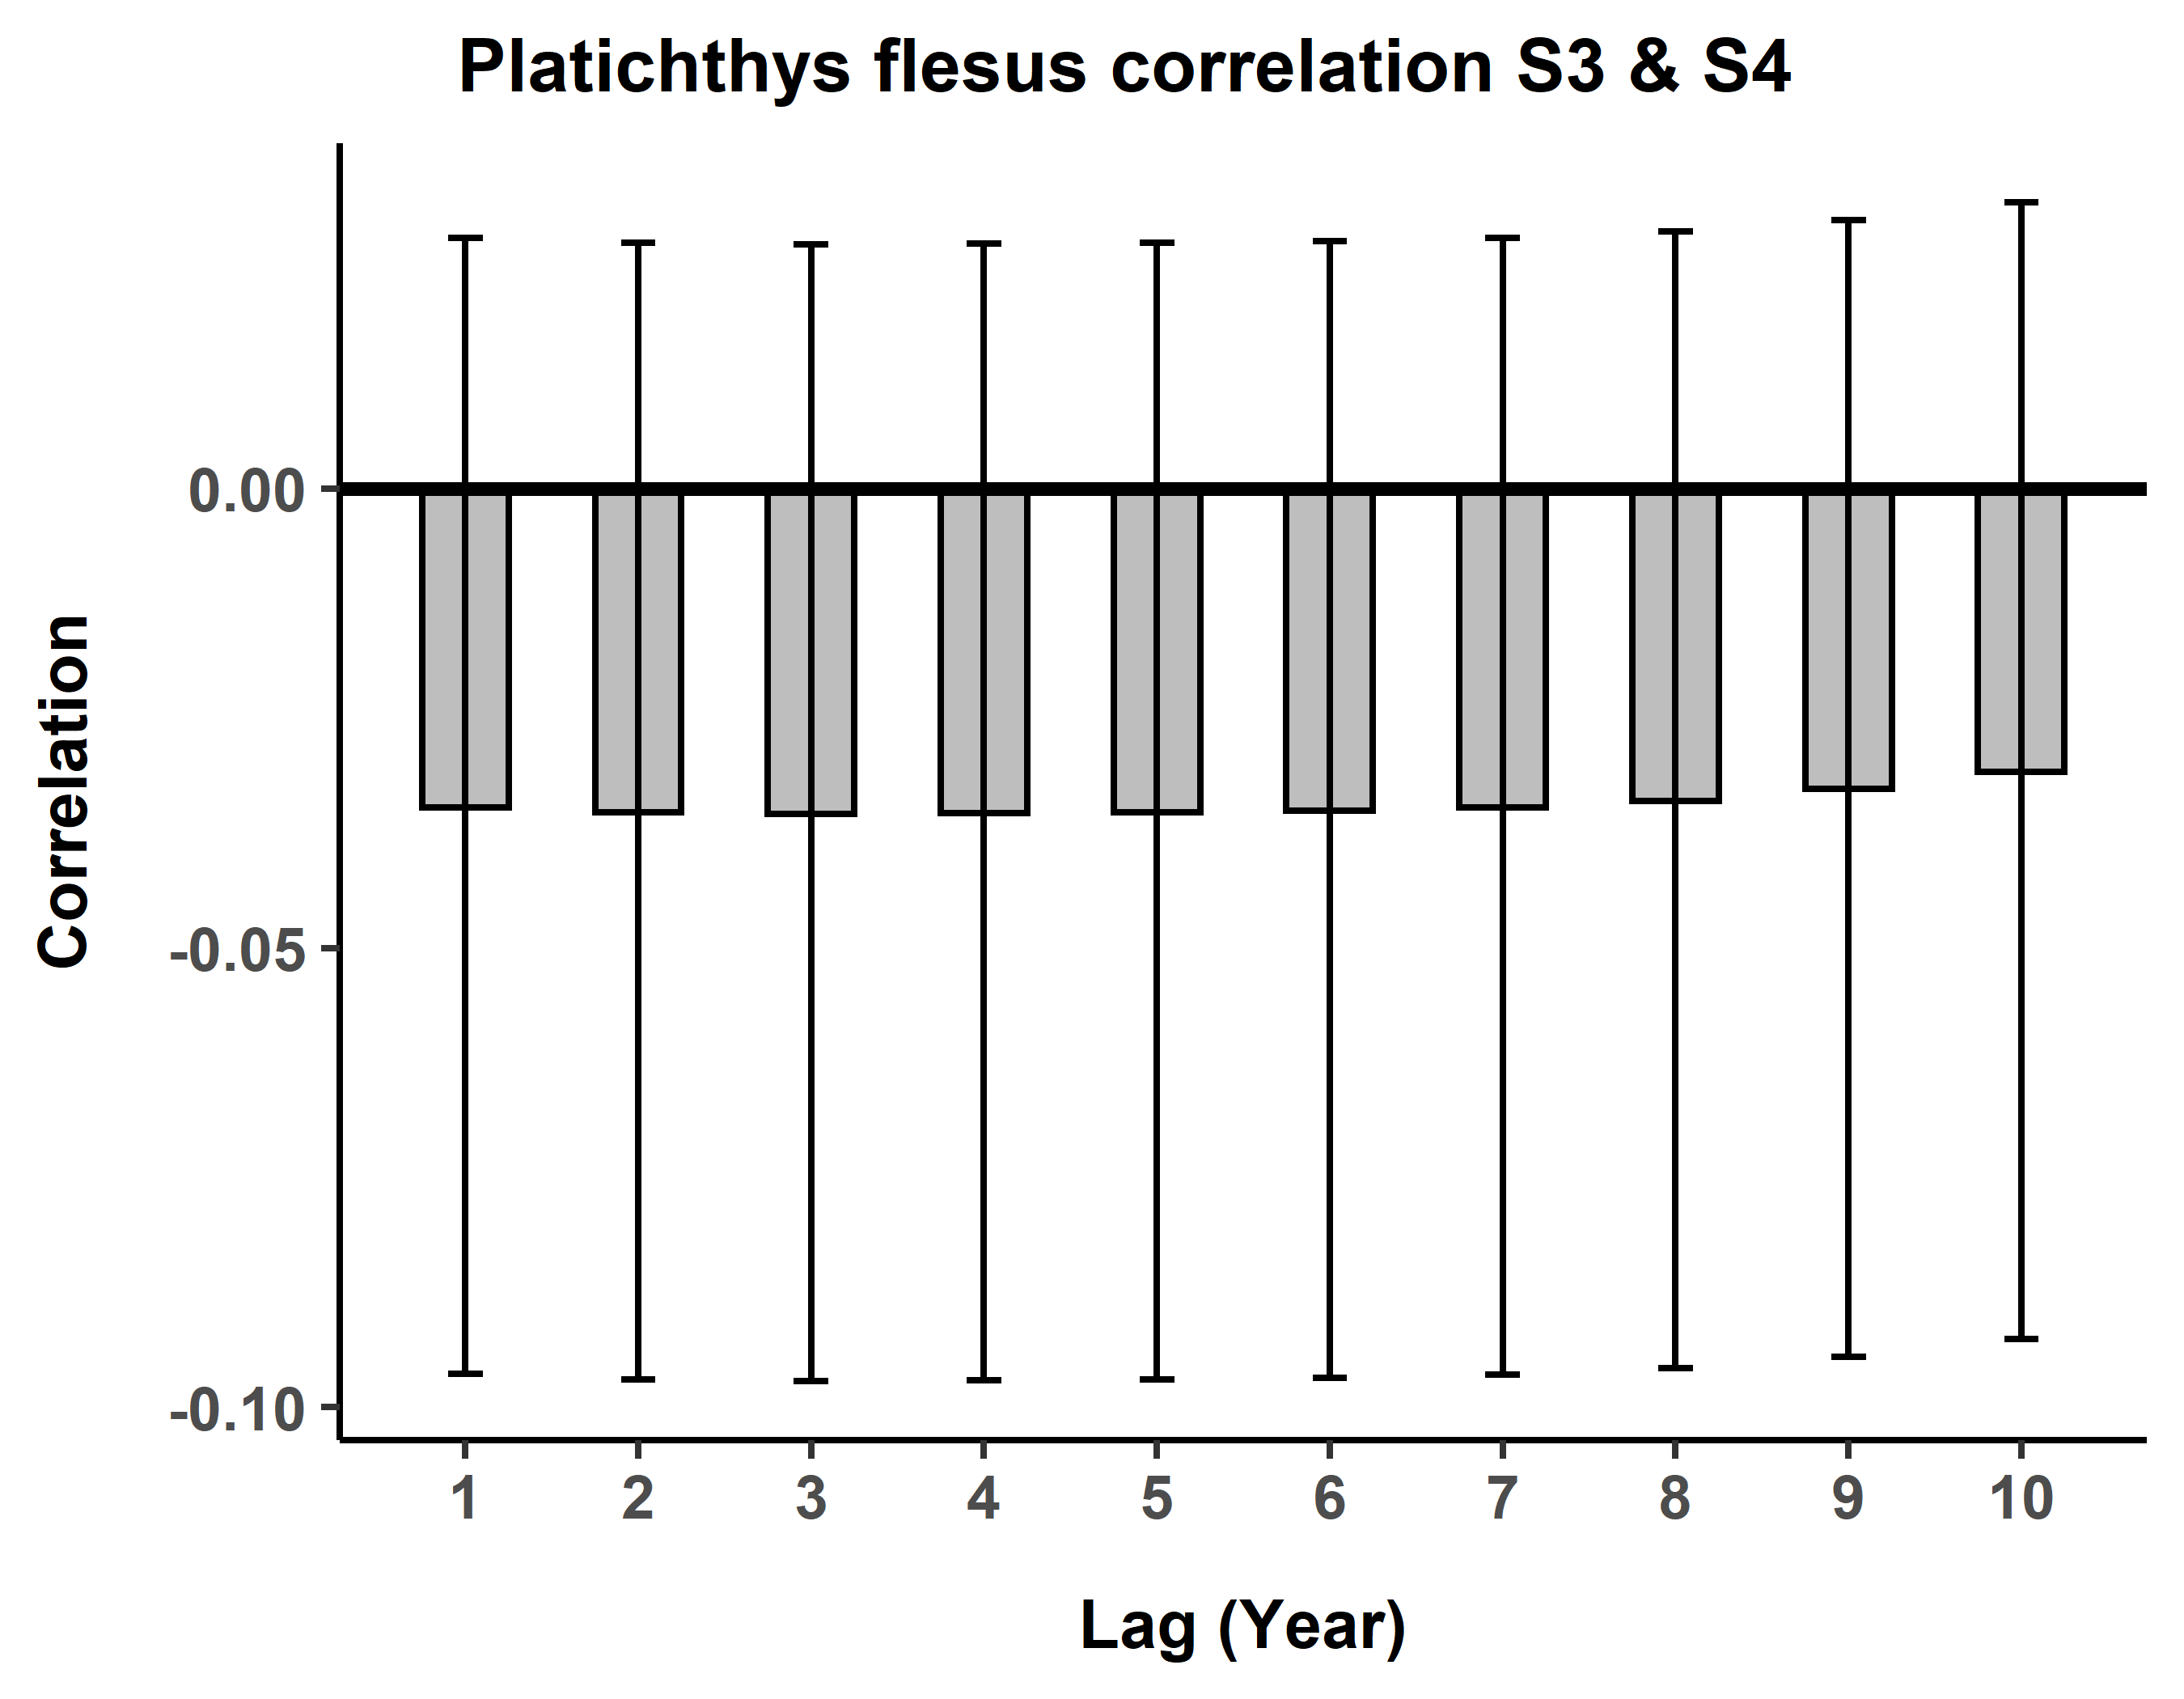 Platichthys flesus correlation S3 & S4
0.00
-0.05
-0.10
Correlation
1 2 3 4 5 6 7 8 9 10
Lag (Year)